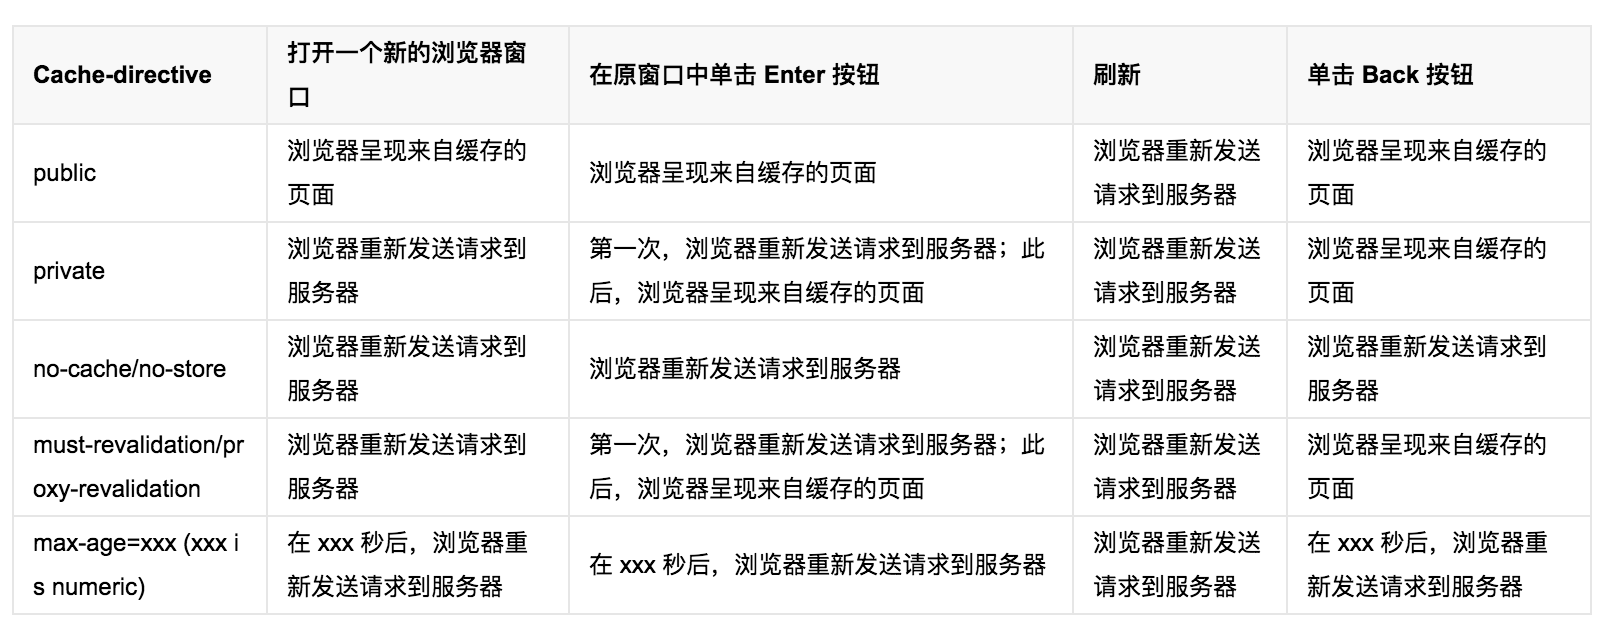 Cache-directive
打开一个新的浏览器窗
口
在原窗口中单击 Enter 按钮
刷新
单击 Back 按钮
public
浏览器呈现来自缓存的
页面
浏览器呈现来自缓存的页面
浏览器重新发送
请求到服务器
浏览器呈现来自缓存的
页面
private
浏览器重新发送请求到
服务器
第一次，浏览器重新发送请求到服务器；此
后，浏览器呈现来自缓存的页面
浏览器重新发送
请求到服务器
浏览器呈现来自缓存的
页面
no-cache/no-store
浏览器重新发送请求到
服务器
浏览器重新发送请求到服务器
浏览器重新发送
请求到服务器
浏览器重新发送请求到
服务器
must-revalidation/pr
oxy-revalidation
浏览器重新发送请求到
服务器
第一次，浏览器重新发送请求到服务器；此
后，浏览器呈现来自缓存的页面
浏览器重新发送
请求到服务器
浏览器呈现来自缓存的
页面
max-age=xxx (xxx i
s numeric)
在 xxx 秒后，浏览器重
新发送请求到服务器
在 xxx 秒后，浏览器重新发送请求到服务器
浏览器重新发送
请求到服务器
在 xxx 秒后，浏览器重
新发送请求到服务器